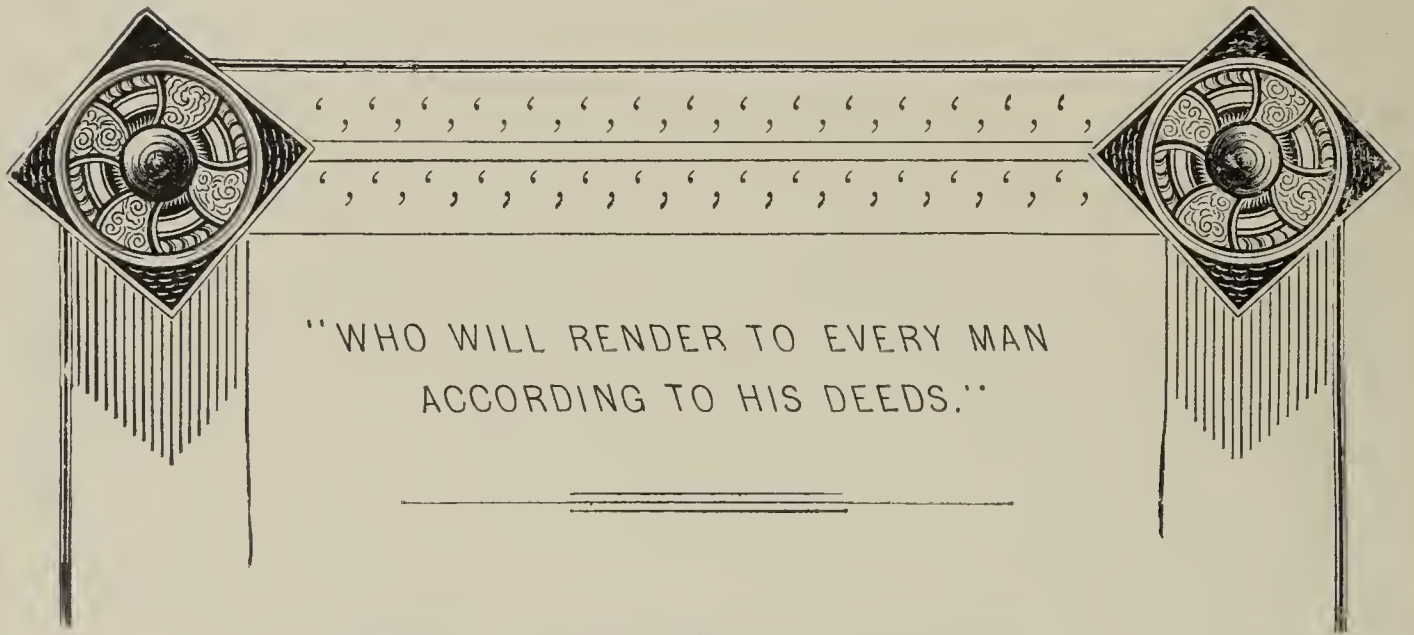 "WHO WILL RENDER TO EVERY MAN
ACCORDING TO HIS DEEDS."